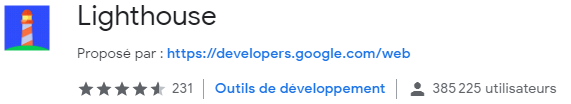 Lighthouse
Proposé par : https://developers.google.com/web
231 Outils de développement 385 225 utilisateurs